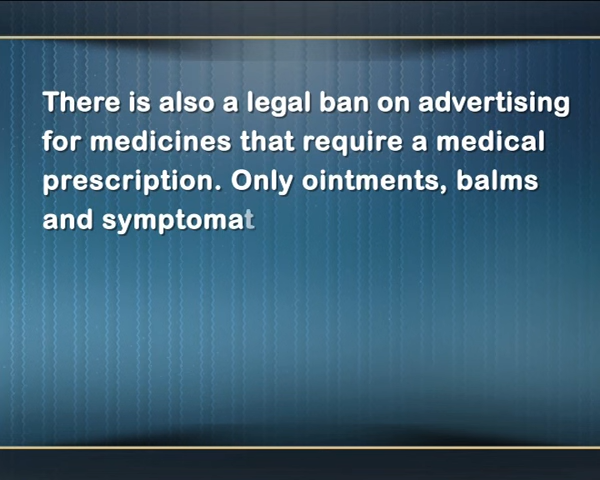 There is also a legal ban on advertising
for medicines that require a medical
prescription. Only ointments, balms
and symptomat